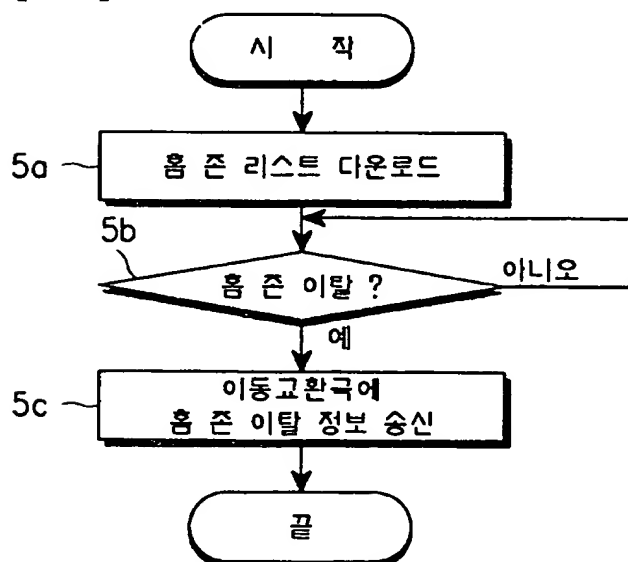 시 작
5a
홈 존 리스트 다운로드
5b
홈 존 이탈 ?
아니오
예
5c
이동교환국에
홈 존 이탈 정보 송신
끝